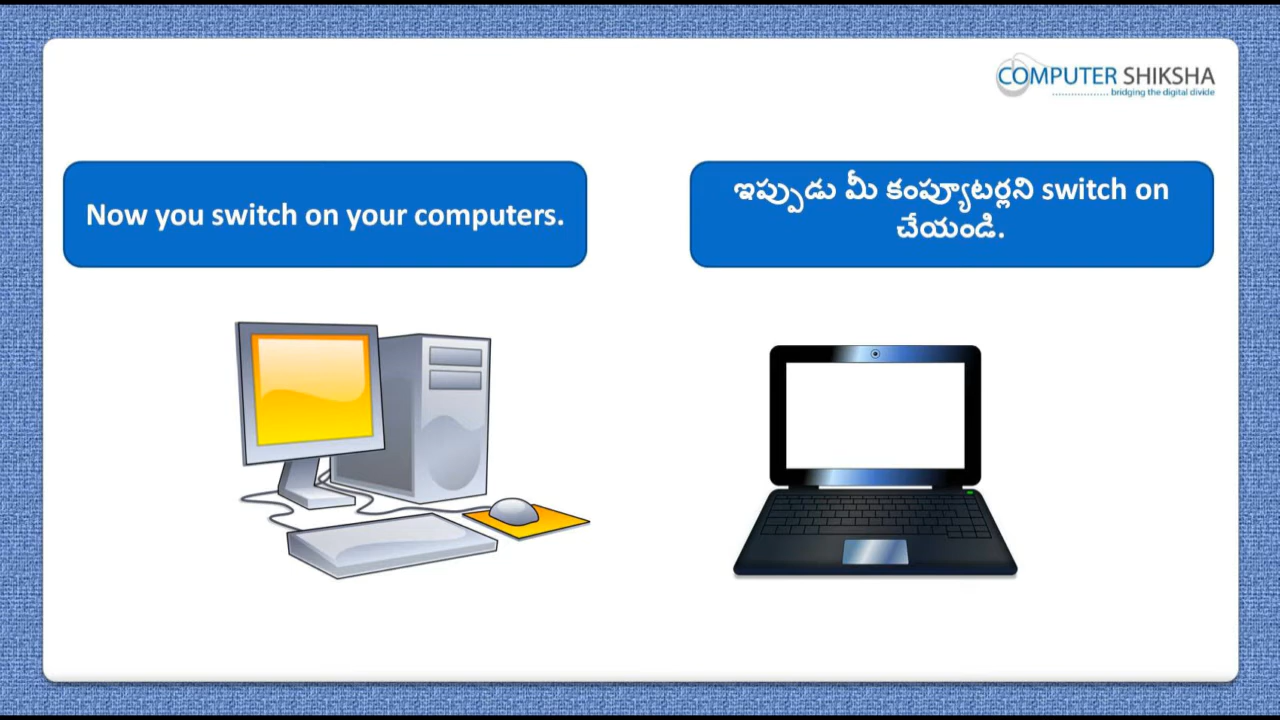 COMPUTER SHIKSHA
bridging the digital divide
Now you switch on your computers.
ఇప్పుడు మీ కంప్యూటర్లని switch on
చేయండి.